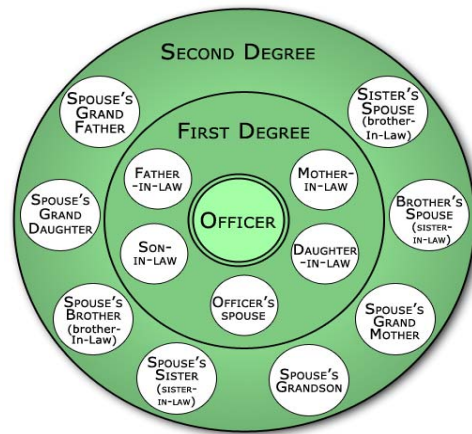 SECOND DEGREE
SPOUSE'S
GRAND
FATHER
SISTER'S
SPOUSE
(brother-
In-Law)
FIRST DEGREE
FATHER
-IN-LAW
MOTHER-
IN-LAW
SPOUSE'S
GRAND
DAUGHTER
OFFICER
BROTHER'S
SPOUSE
(SISTER-
IN-LAW)
SON-
IN-LAW
DAUGHTER
-IN-LAW
OFFICER'S
SPOUSE
SPOUSE'S
BROTHER
(brother-
In-Law)
SPOUSE'S
GRAND
MOTHER
SPOUSE'S
SISTER
(SISTER-
IN-LAW)
SPOUSE'S
GRANDSON